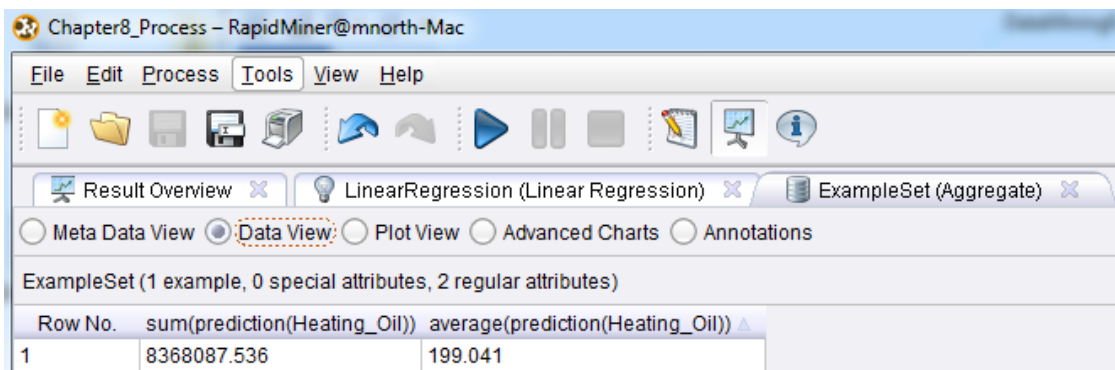 Chapter8_Process – RapidMiner@mnorth-Mac
File Edit Process Tools View Help
Result Overview LinearRegression (Linear Regression) ExampleSet (Aggregate)
Meta Data View Data View Plot View Advanced Charts Annotations
ExampleSet (1 example, 0 special attributes, 2 regular attributes)
Row No. sum(prediction(Heating_Oil)) average(prediction(Heating_Oil))
1 8368087.536 199.041